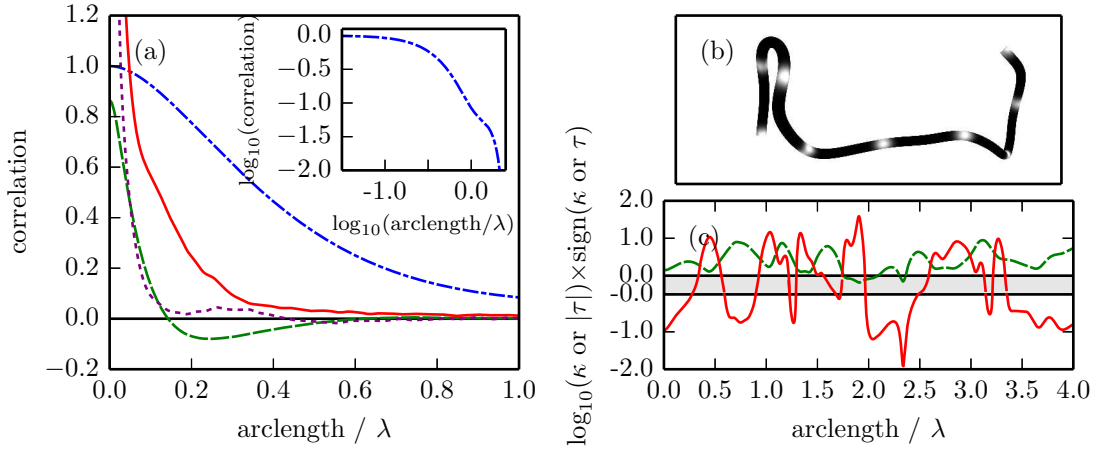 (a)
correlation
1.2
1.0
0.8
0.6
0.4
0.2
0.0
−0.2
0.0 0.2 0.4 0.6 0.8 1.0
arclength / λ
log₁₀(correlation)
0.0
−0.5
−1.0
−1.5
−2.0
-1.0 0.0
log₁₀(arclength/λ)
(b)
(c)
log₁₀(κ or |τ|)×sign(κ or τ)
2.0
1.0
0.0
-0.0
-1.0
-2.0
0.0 0.5 1.0 1.5 2.0 2.5 3.0 3.5 4.0
arclength / λ